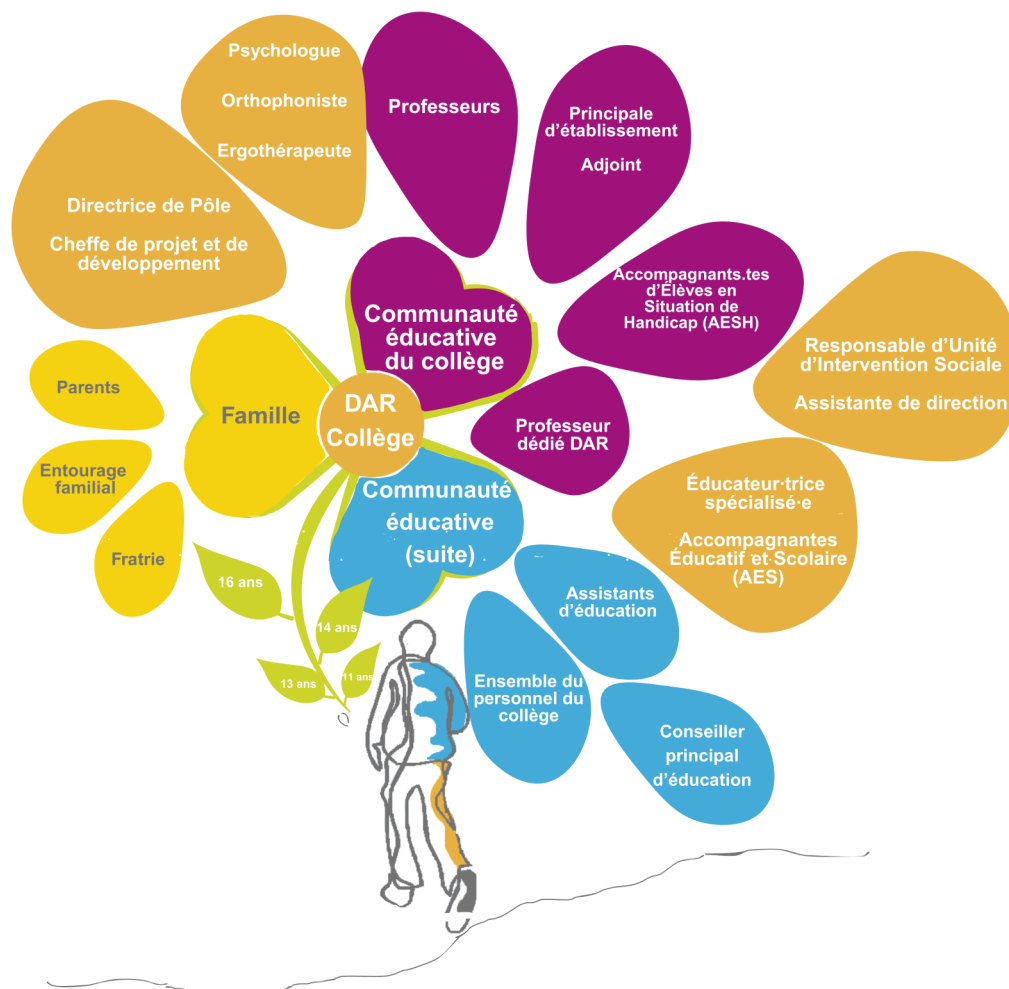 Psychologue
Orthophoniste
Ergothérapeute
Professeurs
Principale
d'établissement
Adjoint
Directrice de Pôle
Cheffe de projet et de
développement
Accompagnants.tes
d'Élèves en
Situation de
Handicap (AESH)
Communauté
éducative
du collège
Responsable d'Unité
d'Intervention Sociale
Assistante de direction
Parents
Famille
DAR
Collège
Professeur
dédié DAR
Entourage
familial
Communauté
éducative
(suite)
Éducateur·trice
spécialisé·e
Accompagnantes
Éducatif et Scolaire
(AES)
Fratrie
16 ans
14 ans
13 ans
11 ans
Assistants
d'éducation
Ensemble du
personnel du
collège
Conseiller
principal
d'éducation